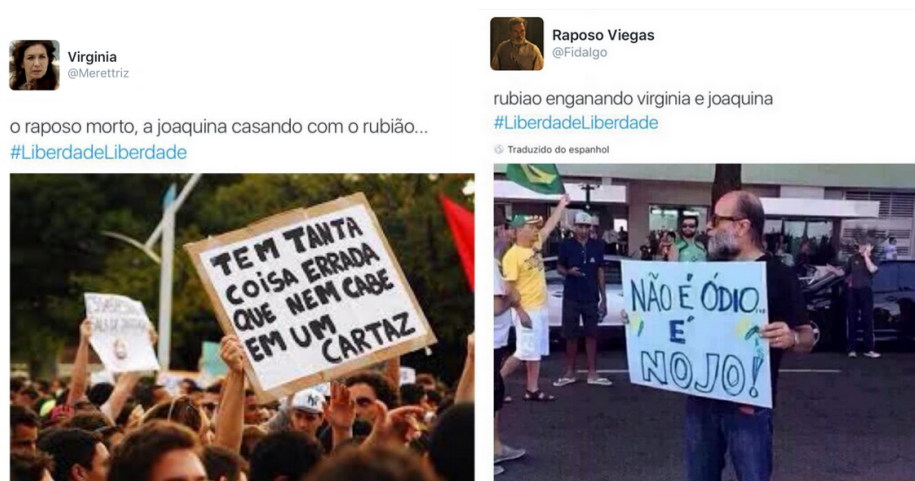 Virginia
@Merettriz
o raposo morto, a joaquina casando com o rubião...
#LiberdadeLiberdade
TEM TANTA
COISA ERRADA
QUE NEM CABE
EM UM
CARTAZ
Raposo Viegas
@Fidalgo
rubiao enganando virginia e joaquina
#LiberdadeLiberdade
Traduzido do espanhol
NÃO É ÓDIO...
É
NOJO!